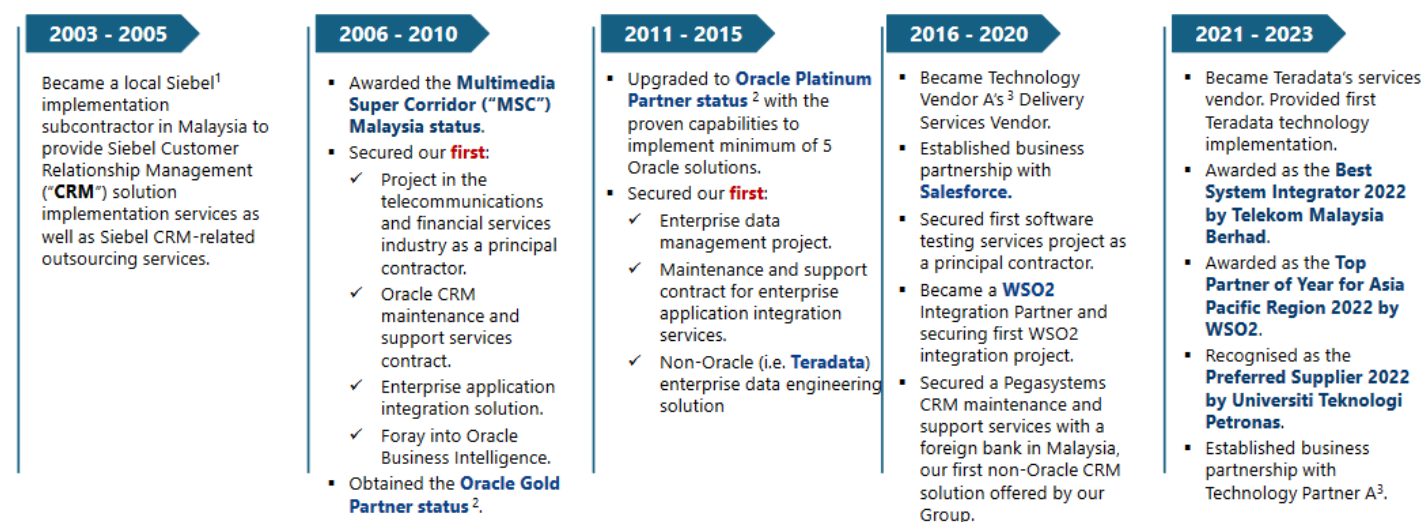 2003 - 2005
Became a local Siebel¹
implementation
subcontractor in Malaysia to
provide Siebel Customer
Relationship Management
("CRM") solution
implementation services as
well as Siebel CRM-related
outsourcing services.
2006 - 2010
▪ Awarded the Multimedia
Super Corridor ("MSC")
Malaysia status.
▪ Secured our first:
✓ Project in the
telecommunications
and financial services
industry as a principal
contractor.
✓ Oracle CRM
maintenance and
support services
contract.
✓ Enterprise application
integration solution.
✓ Foray into Oracle
Business Intelligence.
▪ Obtained the Oracle Gold
Partner status ².
2011 - 2015
▪ Upgraded to Oracle Platinum
Partner status ² with the
proven capabilities to
implement minimum of 5
Oracle solutions.
▪ Secured our first:
✓ Enterprise data
management project.
✓ Maintenance and support
contract for enterprise
application integration
services.
✓ Non-Oracle (i.e. Teradata)
enterprise data engineering
solution
2016 - 2020
▪ Became Technology
Vendor A's ³ Delivery
Services Vendor.
▪ Established business
partnership with
Salesforce.
▪ Secured first software
testing services project as
a principal contractor.
▪ Became a WSO2
Integration Partner and
securing first WSO2
integration project.
▪ Secured a Pegasystems
CRM maintenance and
support services with a
foreign bank in Malaysia,
our first non-Oracle CRM
solution offered by our
Group.
2021 - 2023
▪ Became Teradata's services
vendor. Provided first
Teradata technology
implementation.
▪ Awarded as the Best
System Integrator 2022
by Telekom Malaysia
Berhad.
▪ Awarded as the Top
Partner of Year for Asia
Pacific Region 2022 by
WSO2.
▪ Recognised as the
Preferred Supplier 2022
by Universiti Teknologi
Petronas.
▪ Established business
partnership with
Technology Partner A³.